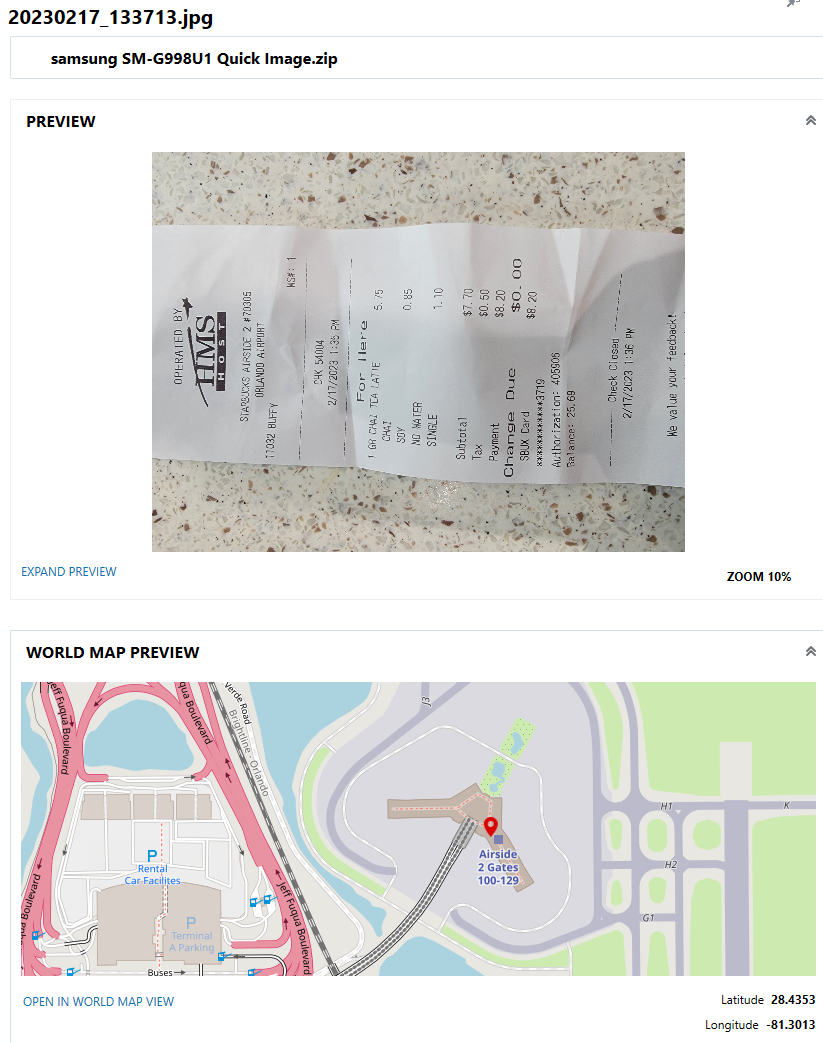 20230217_133713.jpg
samsung SM-G998U1 Quick Image.zip
PREVIEW
OPERATED BY
HMS
HOST
STARBUCKS AIRSIDE 2 #70305
ORLANDO AIRPORT
17032 BUFFY WS#: 1
CHK 54004
2/17/2023 1:35 PM
For Here
1 GR CHAI TEA LATTE 5.75
CHAI
SOY 0.85
NO WATER
SINGLE 1.10
Subtotal $7.70
Tax $0.50
Payment $8.20
Change Due $0.00
SBUX Card $8.20
************3719
Authorization: 405906
Balance: 25.69
Check Closed
2/17/2023 1:36 PM
We value your feedback!
EXPAND PREVIEW
ZOOM 10%
WORLD MAP PREVIEW
Jeff Fuqua Boulevard
qua Boulevard
Verde Road
Brightline - Orlando
J3
H1
K
H2
G1
P
Rental
Car Facilites
P
Terminal
A Parking
Airside
2 Gates
100-129
qua Boulevard
Jeff Fuqua Boulevard
Buses
OPEN IN WORLD MAP VIEW
Latitude 28.4353
Longitude -81.3013